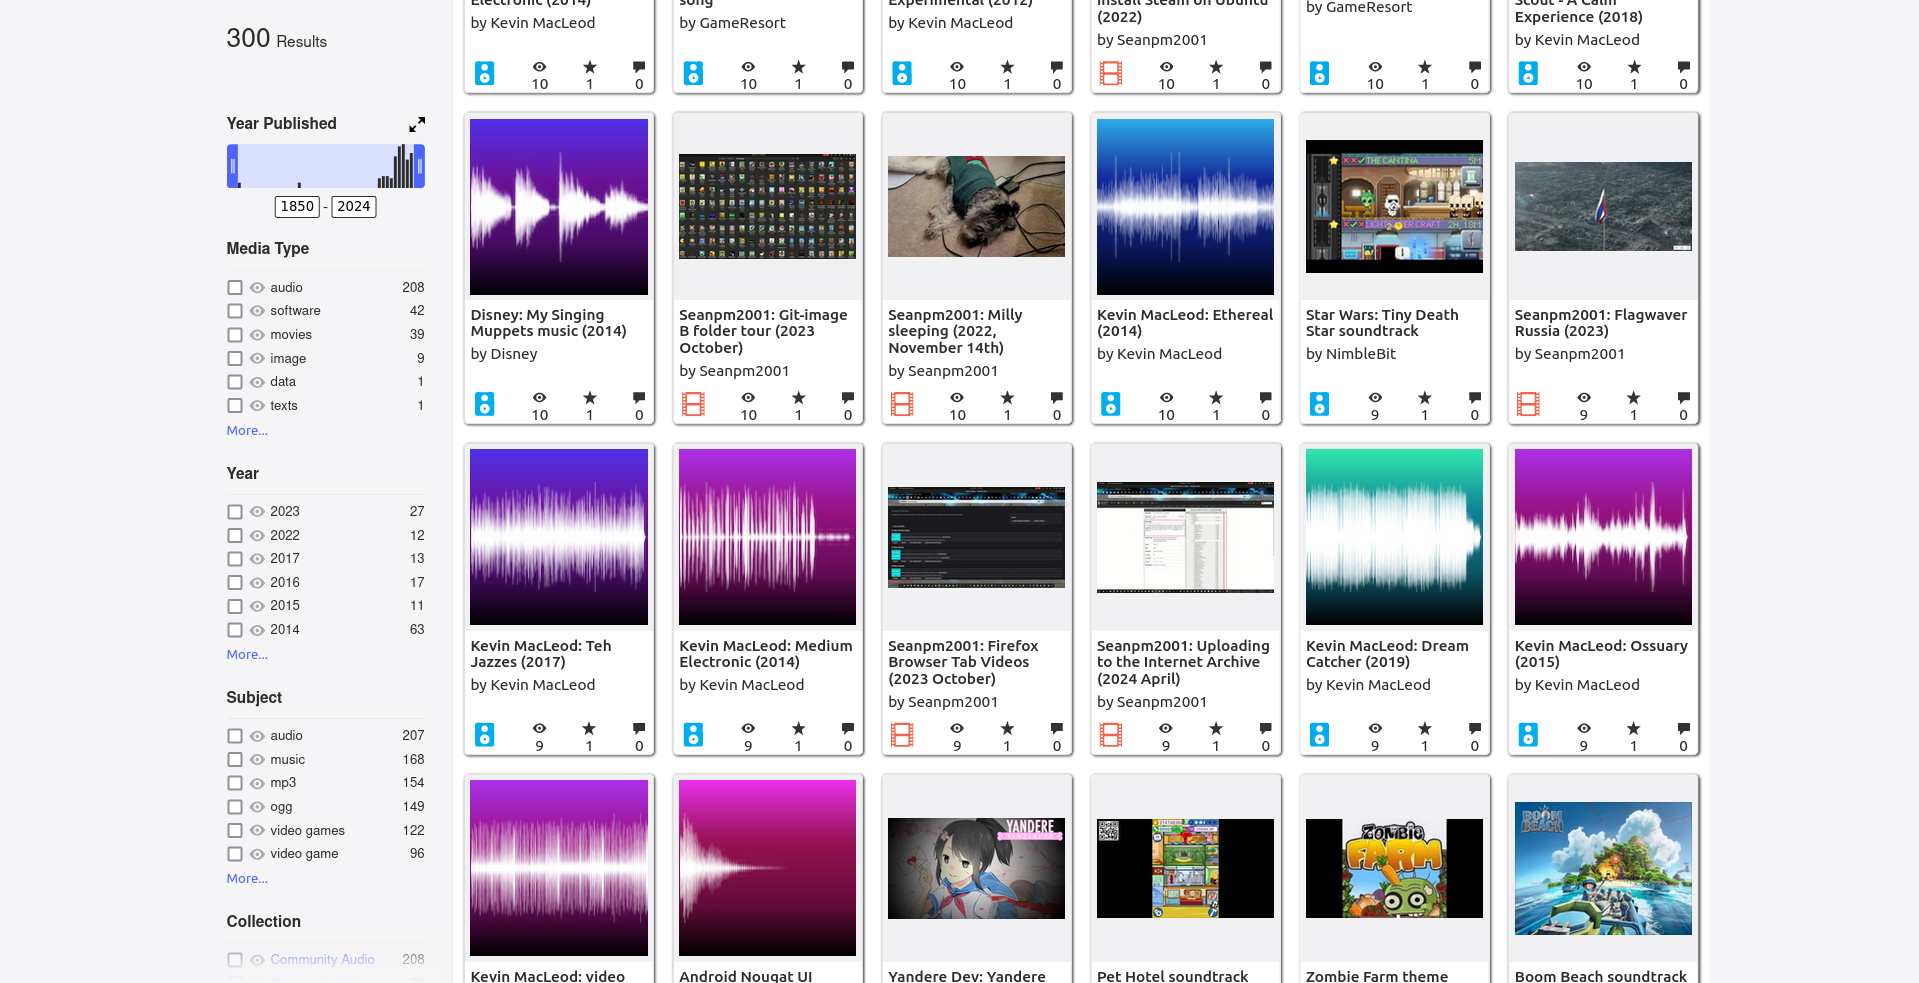 300 Results
Year Published
1850 - 2024
Media Type
audio 208
software 42
movies 39
image 9
data 1
texts 1
More...
Year
2023 27
2022 12
2017 13
2016 17
2015 11
2014 63
More...
Subject
audio 207
music 168
mp3 154
ogg 149
video games 122
video game 96
More...
Collection
Community Audio 208
Electronic (2014)
by Kevin MacLeod
10 1 0
song
by GameResort
10 1 0
Experimental (2012)
by Kevin MacLeod
10 1 0
Install Steam on Ubuntu
(2022)
by Seanpm2001
10 1 0
by GameResort
10 1 0
Scout - A Calm
Experience (2018)
by Kevin MacLeod
10 1 0
Disney: My Singing
Muppets music (2014)
by Disney
10 1 0
Seanpm2001: Git-image
B folder tour (2023
October)
by Seanpm2001
10 1 0
Seanpm2001: Milly
sleeping (2022,
November 14th)
by Seanpm2001
10 1 0
Kevin MacLeod: Ethereal
(2014)
by Kevin MacLeod
10 1 0
THE CANTINA 5M
2H, 18M
Star Wars: Tiny Death
Star soundtrack
by NimbleBit
9 1 0
Seanpm2001: Flagwaver
Russia (2023)
by Seanpm2001
9 1 0
Kevin MacLeod: Teh
Jazzes (2017)
by Kevin MacLeod
9 1 0
Kevin MacLeod: Medium
Electronic (2014)
by Kevin MacLeod
9 1 0
Seanpm2001: Firefox
Browser Tab Videos
(2023 October)
by Seanpm2001
9 1 0
Seanpm2001: Uploading
to the Internet Archive
(2024 April)
by Seanpm2001
9 1 0
Kevin MacLeod: Dream
Catcher (2019)
by Kevin MacLeod
9 1 0
Kevin MacLeod: Ossuary
(2015)
by Kevin MacLeod
9 1 0
Kevin MacLeod: video
Android Nougat UI
YANDERE
Yandere Dev: Yandere
Pet Hotel soundtrack
ZOMBIE
FARM
Zombie Farm theme
BOOM
BEACH
Boom Beach soundtrack